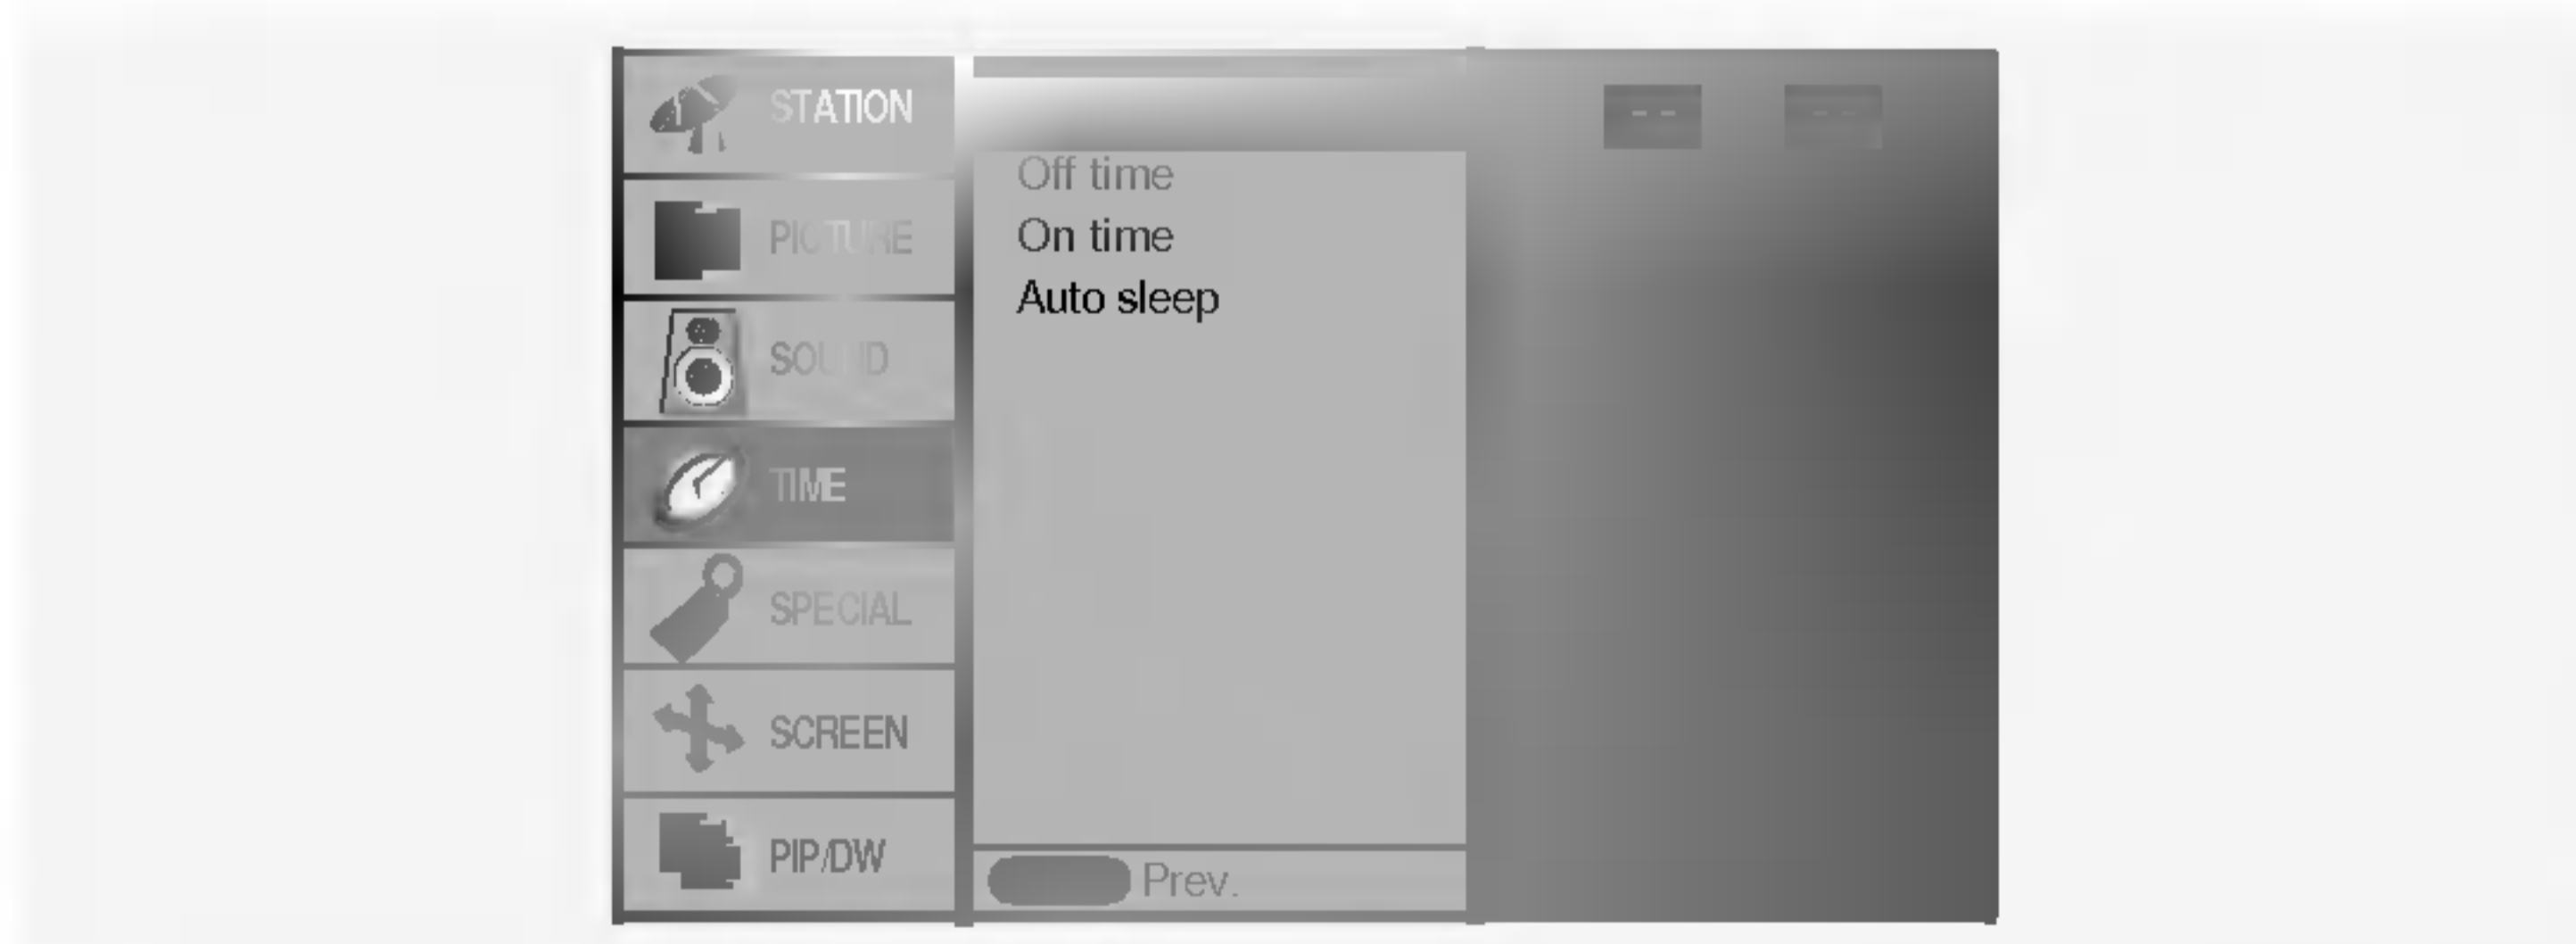 STATION
PICTURE
SOUND
TIME
SPECIAL
SCREEN
PIP/DW
Off time
On time
Auto sleep
Prev.
-- --